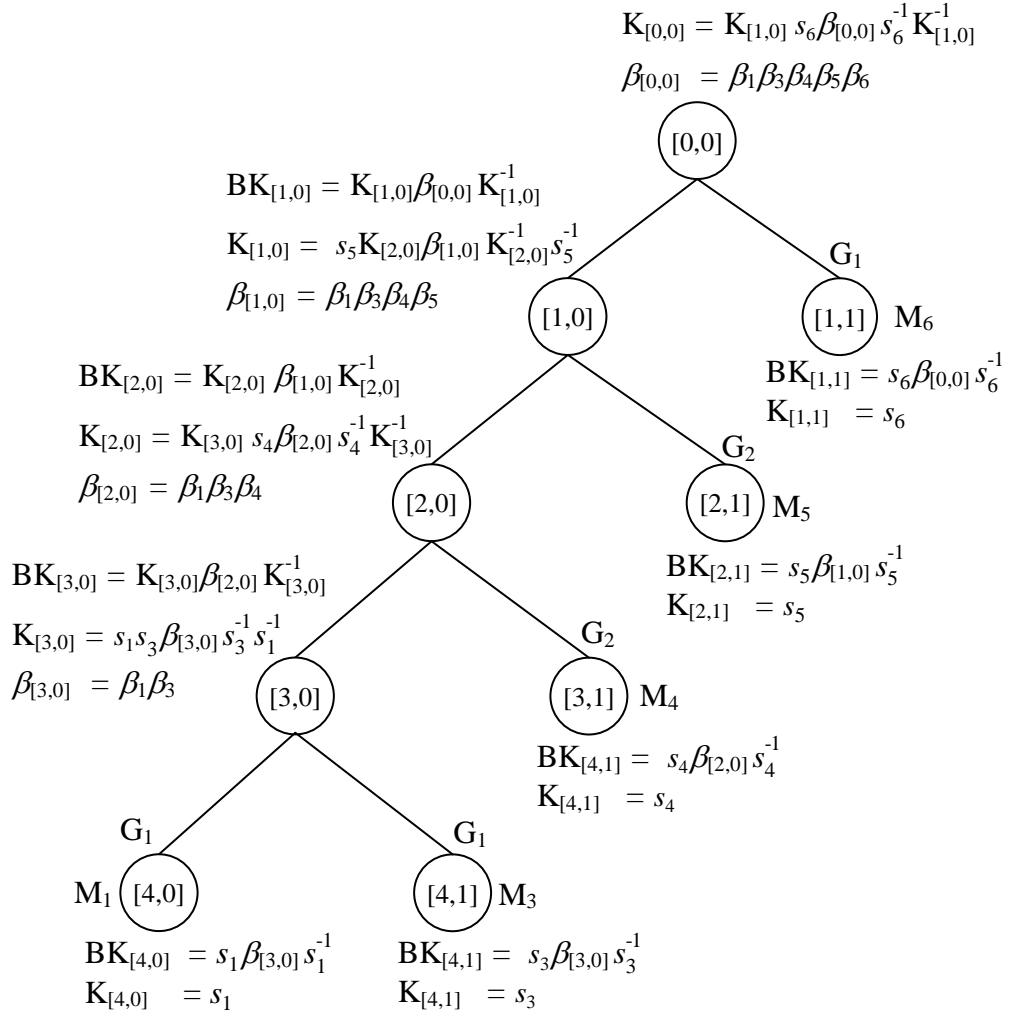 K[0,0] = K[1,0] s₆β[0,0] s₆⁻¹ K[1,0]⁻¹
β[0,0] = β₁β₃β₄β₅β₆
[0,0]
BK[1,0] = K[1,0]β[0,0] K[1,0]⁻¹
K[1,0] = s₅K[2,0]β[1,0] K[2,0]⁻¹ s₅⁻¹
β[1,0] = β₁β₃β₄β₅
G₁
[1,0]
[1,1] M₆
BK[1,1] = s₆β[0,0] s₆⁻¹
K[1,1] = s₆
BK[2,0] = K[2,0] β[1,0] K[2,0]⁻¹
K[2,0] = K[3,0] s₄β[2,0] s₄⁻¹ K[3,0]⁻¹
β[2,0] = β₁β₃β₄
G₂
[2,0]
[2,1] M₅
BK[2,1] = s₅β[1,0] s₅⁻¹
K[2,1] = s₅
BK[3,0] = K[3,0]β[2,0] K[3,0]⁻¹
K[3,0] = s₁s₃β[3,0] s₃⁻¹ s₁⁻¹
β[3,0] = β₁β₃
G₂
[3,0]
[3,1] M₄
BK[4,1] = s₄β[2,0] s₄⁻¹
K[4,1] = s₄
G₁
G₁
M₁ [4,0]
[4,1] M₃
BK[4,0] = s₁β[3,0] s₁⁻¹
K[4,0] = s₁
BK[4,1] = s₃β[3,0] s₃⁻¹
K[4,1] = s₃